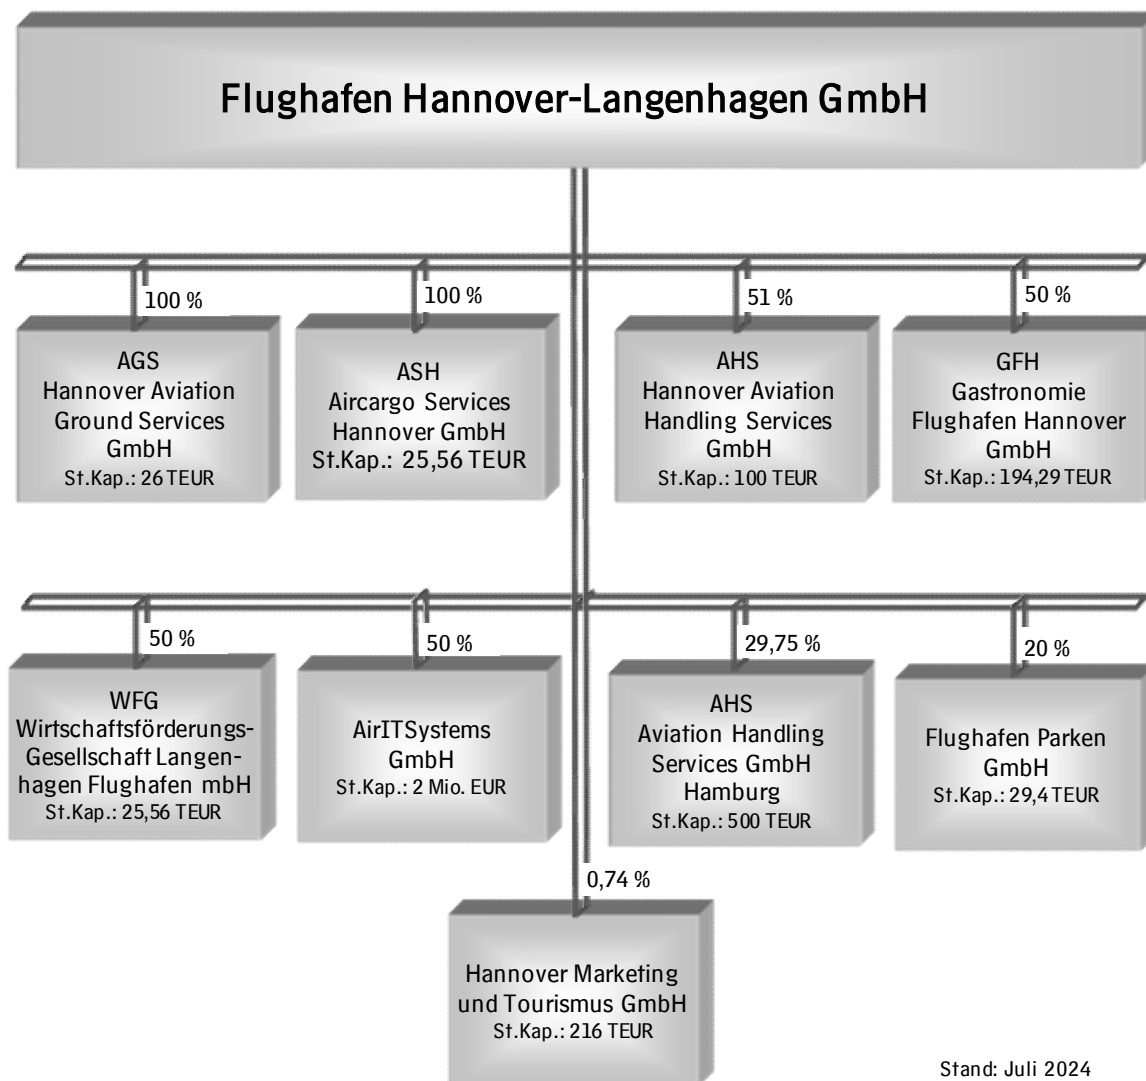 Flughafen Hannover-Langenhagen GmbH
100 %
100 %
51 %
50 %
AGS
Hannover Aviation
Ground Services
GmbH
St.Kap.: 26 TEUR
ASH
Aircargo Services
Hannover GmbH
St.Kap.: 25,56 TEUR
AHS
Hannover Aviation
Handling Services
GmbH
St.Kap.: 100 TEUR
GFH
Gastronomie
Flughafen Hannover
GmbH
St.Kap.: 194,29 TEUR
50 %
50 %
29,75 %
20 %
WFG
Wirtschaftsförderungs-
Gesellschaft Langen-
hagen Flughafen mbH
St.Kap.: 25,56 TEUR
AirITSystems
GmbH
St.Kap.: 2 Mio. EUR
AHS
Aviation Handling
Services GmbH
Hamburg
St.Kap.: 500 TEUR
Flughafen Parken
GmbH
St.Kap.: 29,4 TEUR
0,74 %
Hannover Marketing
und Tourismus GmbH
St.Kap.: 216 TEUR
Stand: Juli 2024